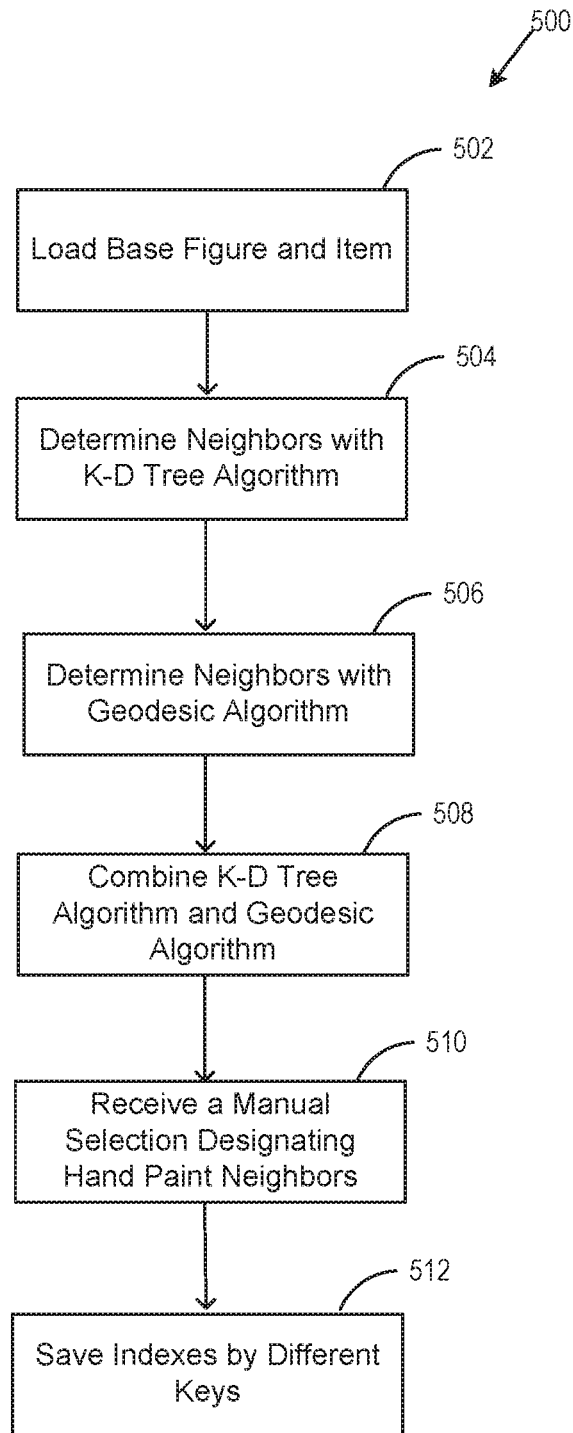 500
502
Load Base Figure and Item
504
Determine Neighbors with
K-D Tree Algorithm
506
Determine Neighbors with
Geodesic Algorithm
508
Combine K-D Tree
Algorithm and Geodesic
Algorithm
510
Receive a Manual
Selection Designating
Hand Paint Neighbors
512
Save Indexes by Different
Keys